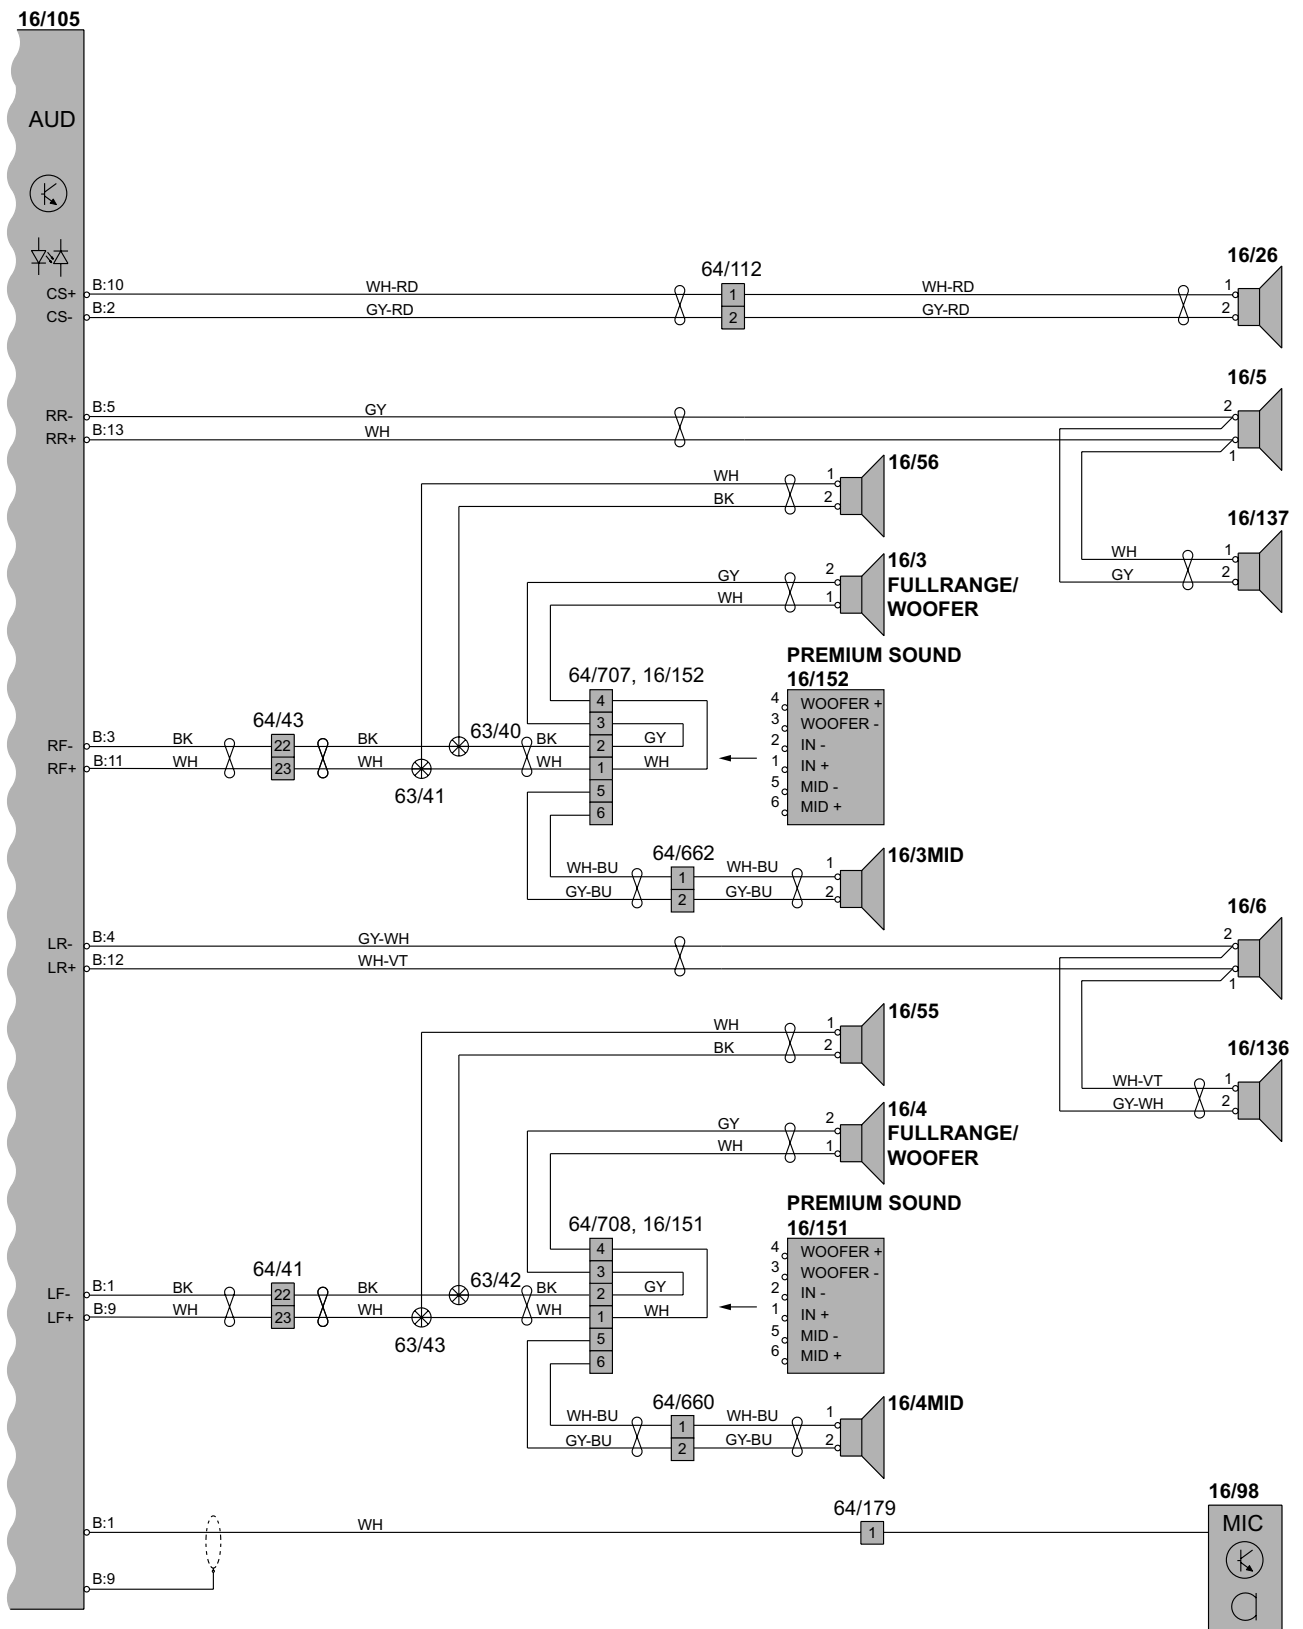 16/105
AUD
16/26
64/112
CS+ B:10 WH-RD 1 WH-RD 1
CS- B:2 GY-RD 2 GY-RD 2
16/5
RR- B:5 GY 2
RR+ B:13 WH 1
16/56
WH 1
BK 2
16/137
WH 1
GY 2
16/3
FULLRANGE/
WOOFER
GY 2
WH 1
PREMIUM SOUND
64/707, 16/152
16/152
4 4 WOOFER +
3 3 WOOFER -
64/43 63/40
RF- B:3 BK 22 BK BK 2 GY 2 IN -
RF+ B:11 WH 23 WH WH 1 WH 1 IN +
63/41
5 5 MID -
6 6 MID +
64/662 16/3MID
WH-BU 1 WH-BU 1
GY-BU 2 GY-BU 2
16/6
LR- B:4 GY-WH 2
LR+ B:12 WH-VT 1
16/55
WH 1
BK 2
16/136
WH-VT 1
GY-WH 2
16/4
FULLRANGE/
WOOFER
GY 2
WH 1
PREMIUM SOUND
64/708, 16/151
16/151
4 4 WOOFER +
3 3 WOOFER -
64/41 63/42
LF- B:1 BK 22 BK BK 2 GY 2 IN -
LF+ B:9 WH 23 WH WH 1 WH 1 IN +
63/43
5 5 MID -
6 6 MID +
64/660 16/4MID
WH-BU 1 WH-BU 1
GY-BU 2 GY-BU 2
16/98
64/179
B:1 WH 1 MIC
B:9